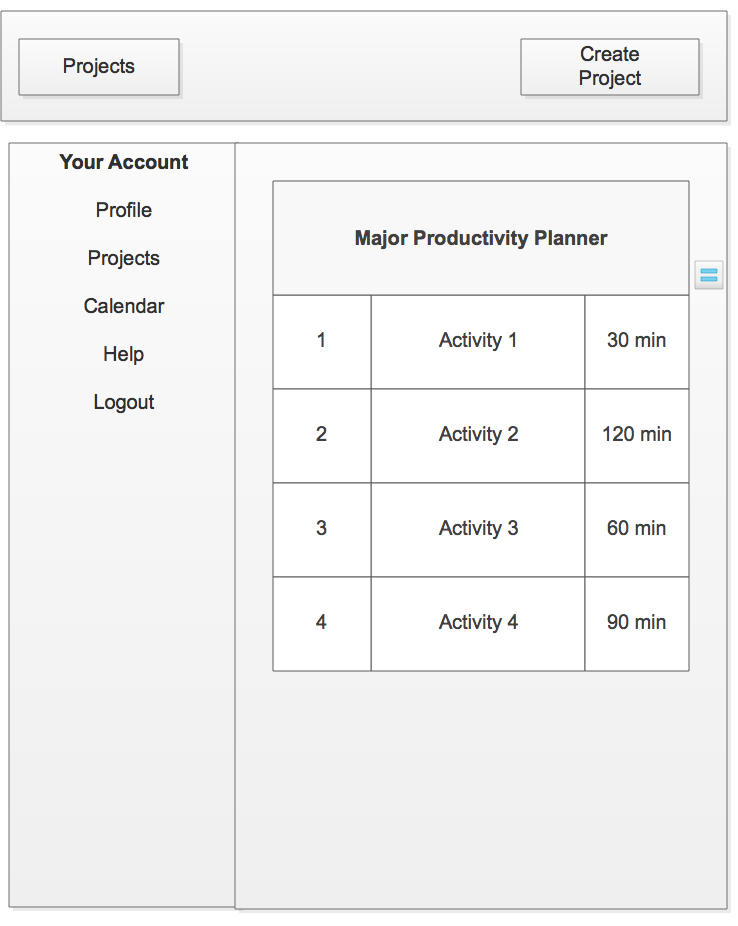 Projects
Create
Project
Your Account
Profile
Projects
Calendar
Help
Logout
Major Productivity Planner
1 Activity 1 30 min
2 Activity 2 120 min
3 Activity 3 60 min
4 Activity 4 90 min